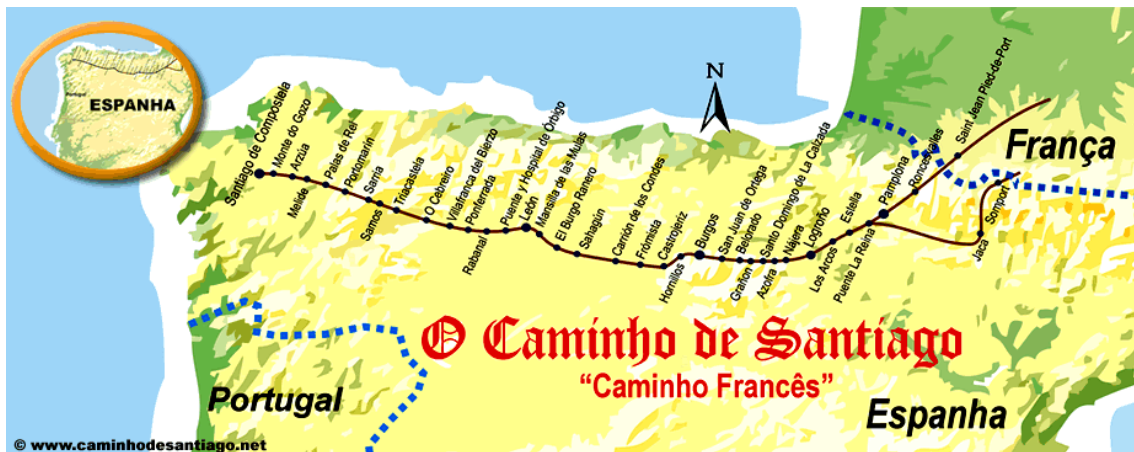 Portugal
ESPANHA
N
Santiago de Compostela
Monte do Gozo
Arzúa
Melide
Palas de Rei
Portomarín
Sarria
Samos
Triacastela
O Cebreiro
Villafranca del Bierzo
Ponferrada
Rabanal
Puente y Hospital de Órbigo
León
Mansilla de las Mulas
El Burgo Ranero
Sahagún
Carrión de los Condes
Frómista
Castrojeriz
Hornillos
Burgos
San Juan de Ortega
Belorado
Grañon
Santo Domingo de La Calzada
Azofra
Nájera
Logroño
Los Arcos
Estella
Puente La Reina
Pamplona
Roncesvalles
Saint Jean Pied-de-Port
Somport
Jaca
França
O Caminho de Santiago
“Caminho Francês”
Portugal
Espanha
© www.caminhodesantiago.net